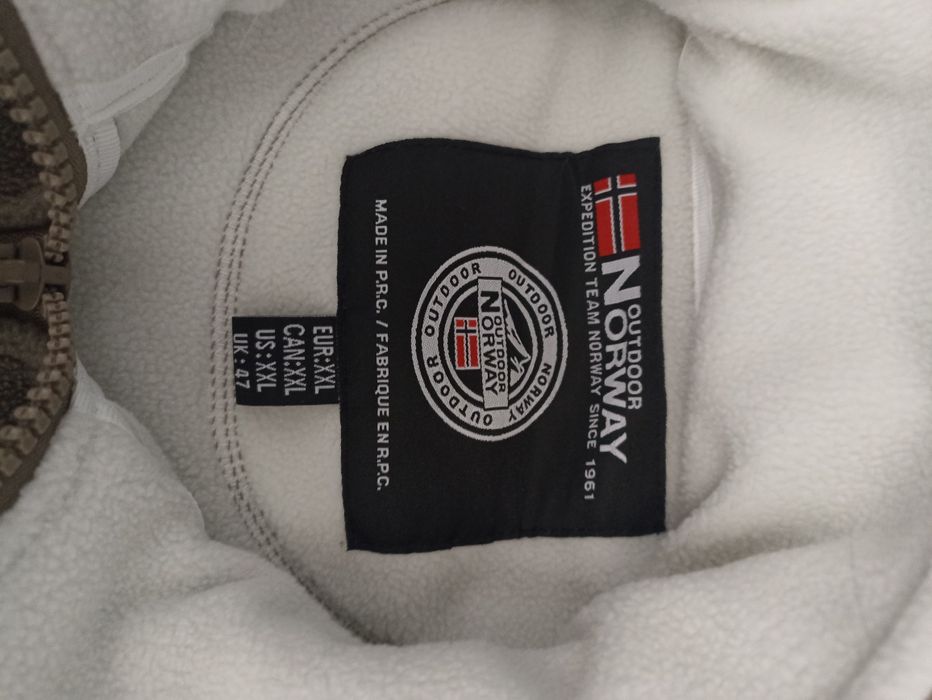 OUTDOOR
NORWAY
EXPEDITION TEAM NORWAY SINCE 1961
OUTDOOR NORWAY OUTDOOR OUTDOOR
OUTDOOR
NORWAY
MADE IN P.R.C. / FABRIQUE EN R.P.C.
EUR:XXL
CAN:XXL
US:XXL
UK:47